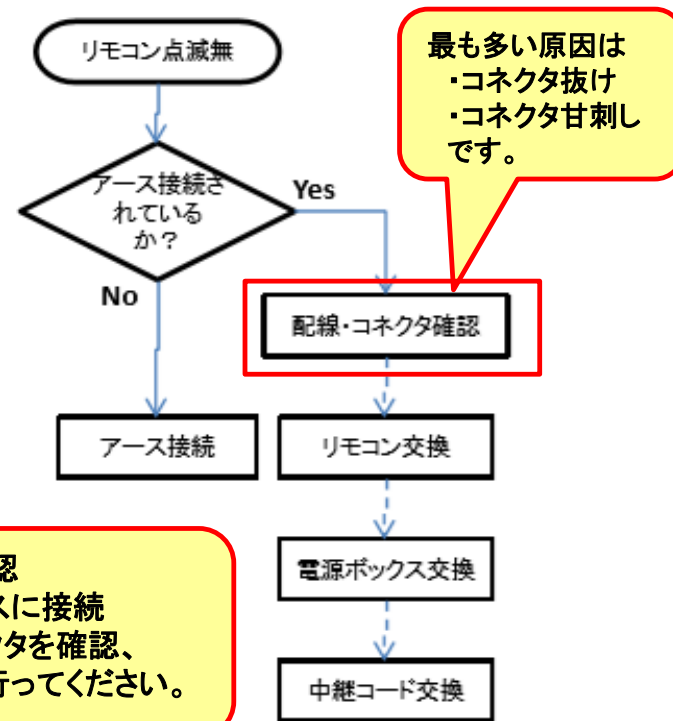 リモコン点滅無
最も多い原因は
・コネクタ抜け
・コネクタ甘刺し
です。
アース接続さ
れている
か？
Yes
No
配線・コネクタ確認
アース接続
リモコン交換
電源ボックス交換
認
スに接続
タを確認、
行ってください。
中継コード交換